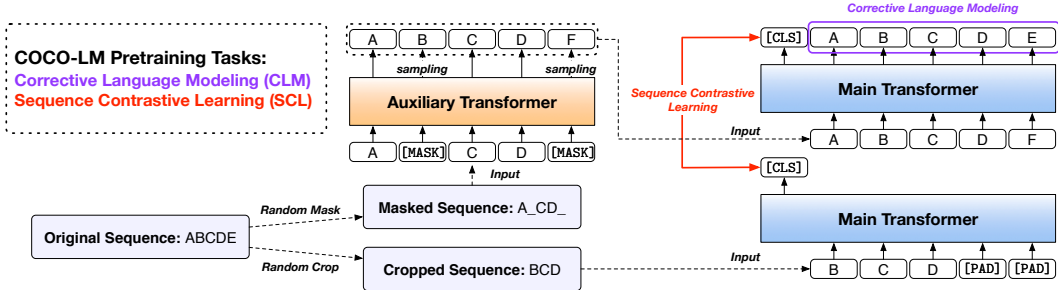 COCO-LM Pretraining Tasks:
Corrective Language Modeling (CLM)
Sequence Contrastive Learning (SCL)
A B C D F
sampling sampling
Auxiliary Transformer
A [MASK] C D [MASK]
Input
Masked Sequence: A_CD_
Random Mask
Original Sequence: ABCDE
Random Crop
Cropped Sequence: BCD
Corrective Language Modeling
[CLS] A B C D E
Main Transformer
Sequence Contrastive
Learning
Input
A B C D F
[CLS]
Main Transformer
Input
B C D [PAD] [PAD]